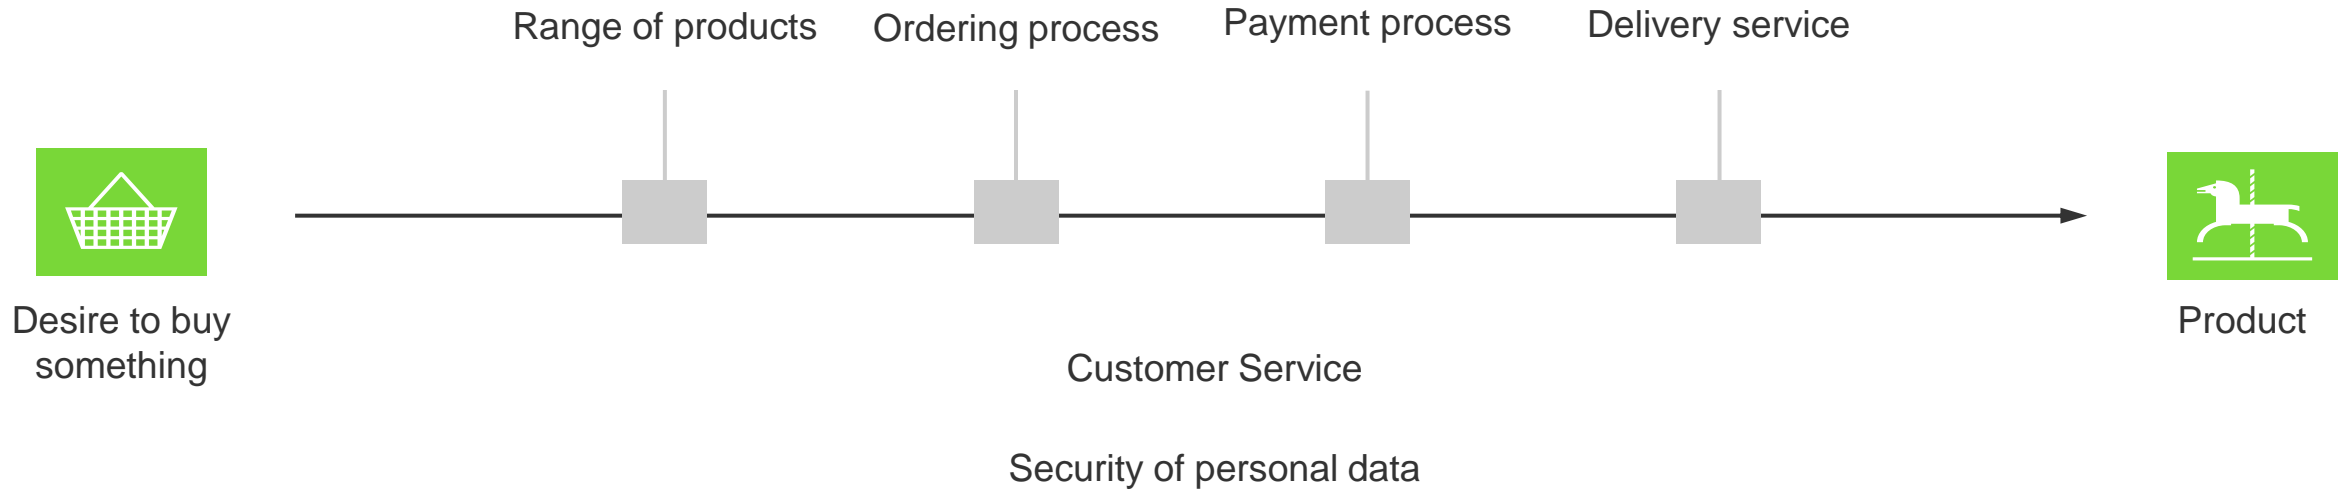 Range of products
Ordering process
Payment process
Delivery service
Desire to buy
something
Product
Customer Service
Security of personal data